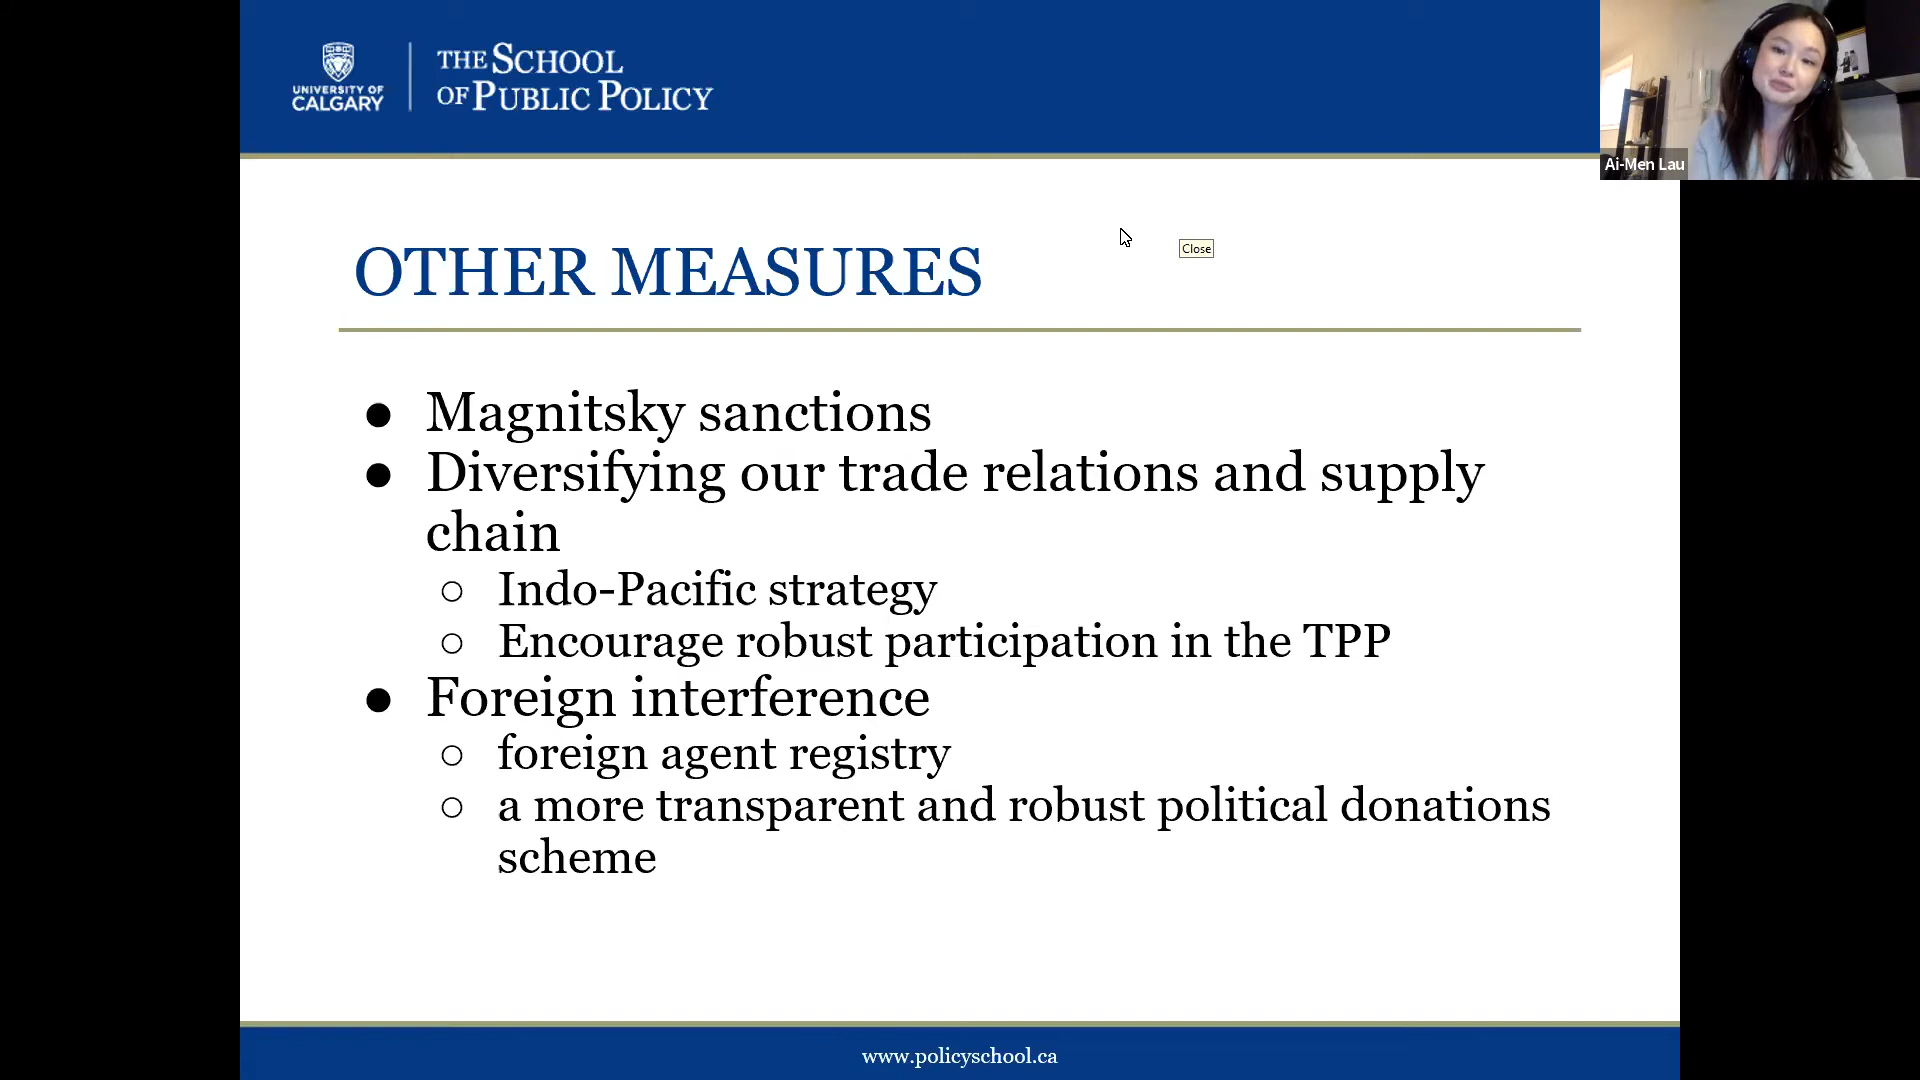 UNIVERSITY OF
CALGARY
THE SCHOOL
OF PUBLIC POLICY
Ai-Men Lau
Close
OTHER MEASURES
● Magnitsky sanctions
● Diversifying our trade relations and supply
chain
○ Indo-Pacific strategy
○ Encourage robust participation in the TPP
● Foreign interference
○ foreign agent registry
○ a more transparent and robust political donations
scheme
www.policyschool.ca